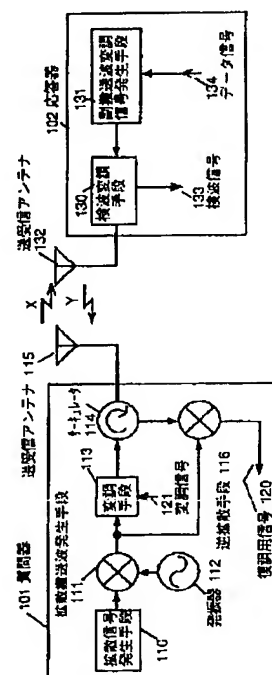 101 質問器
拡散搬送波発生手段
111
拡散信号
発生手段
110
発振器
112
変調手段
113
121 変調信号
サーキュレータ
114
送受信アンテナ
115
逆拡散手段 116
復調用信号 120
X
Y
送受信アンテナ
132
102 応答器
検波変調
手段
130
副搬送波変調
信号発生手段
131
133
検波信号
134
データ信号